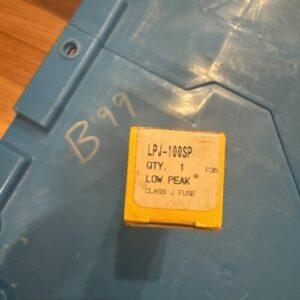 B99
LPJ-100SP
QTY. 1
F35
LOW PEAK®
CLASS J FUSE